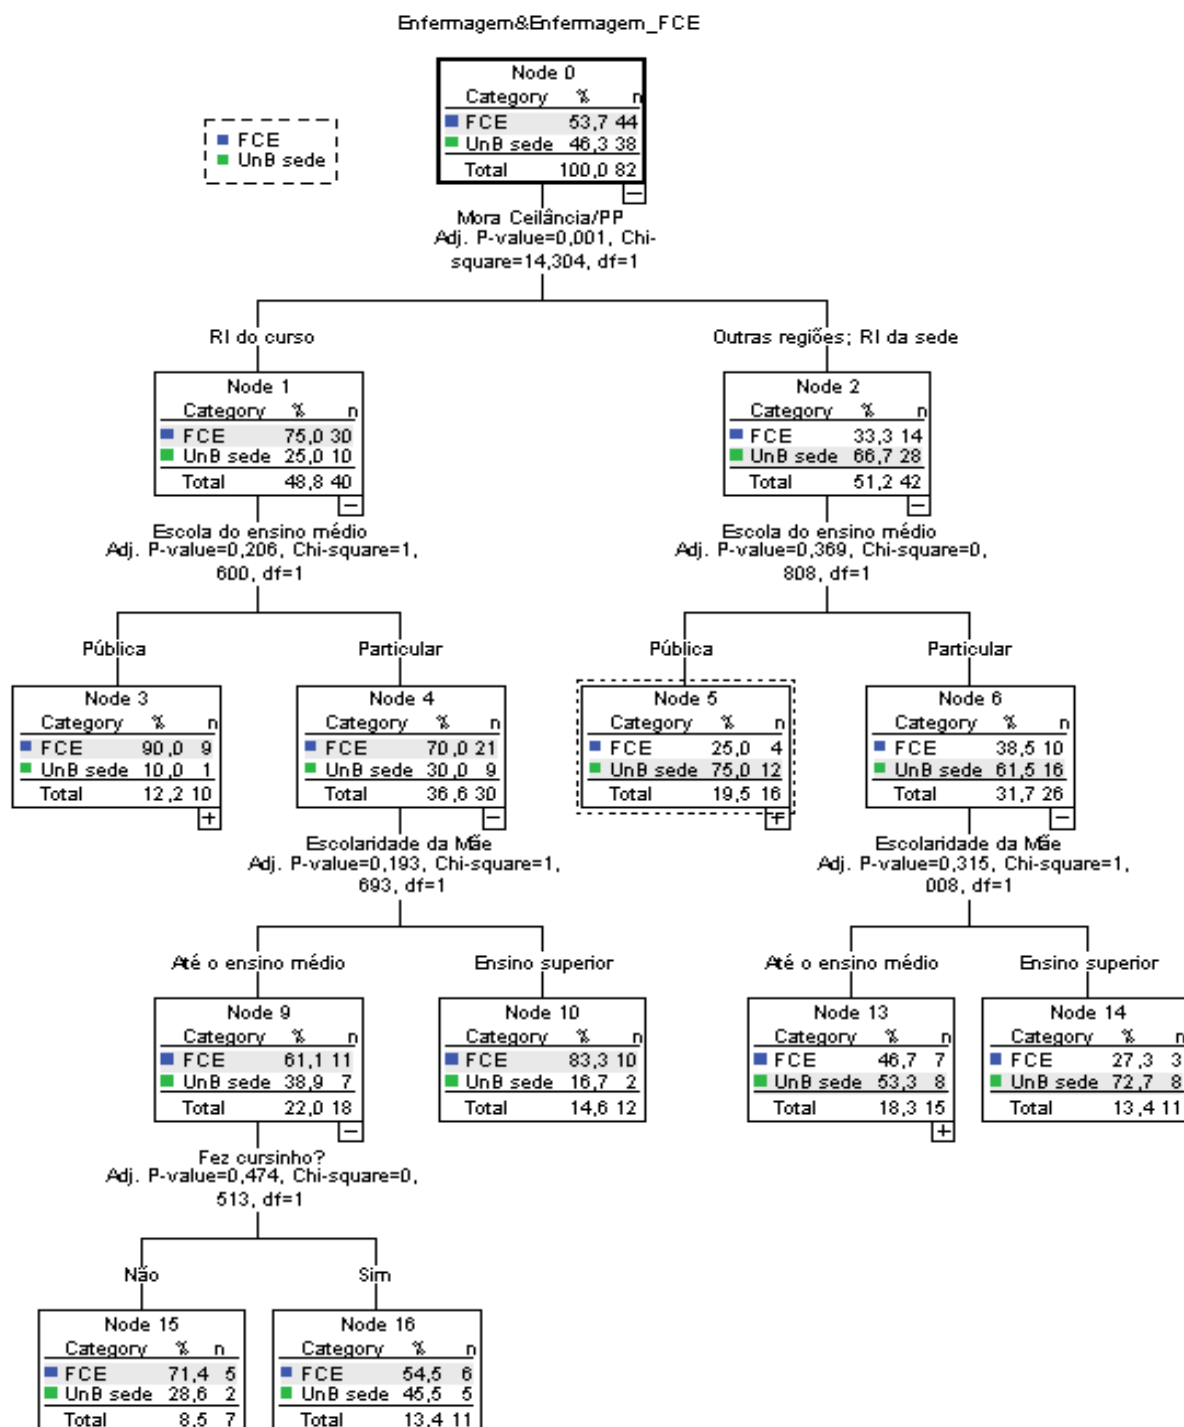 Enfermagem&Enfermagem_FCE
Node 0
Category % n
FCE 53,7 44
UnB sede 46,3 38
Total 100,0 82
FCE
UnB sede
Mora Ceilância/PP
Adj. P-value=0,001, Chi-
square=14,304, df=1
RI do curso
Outras regiões; RI da sede
Node 1
Category % n
FCE 75,0 30
UnB sede 25,0 10
Total 48,8 40
Node 2
Category % n
FCE 33,3 14
UnB sede 66,7 28
Total 51,2 42
Escola do ensino médio
Adj. P-value=0,206, Chi-square=1,
600, df=1
Escola do ensino médio
Adj. P-value=0,369, Chi-square=0,
808, df=1
Pública
Particular
Pública
Particular
Node 3
Category % n
FCE 90,0 9
UnB sede 10,0 1
Total 12,2 10
Node 4
Category % n
FCE 70,0 21
UnB sede 30,0 9
Total 36,6 30
Node 5
Category % n
FCE 25,0 4
UnB sede 75,0 12
Total 19,5 16
Node 6
Category % n
FCE 38,5 10
UnB sede 61,5 16
Total 31,7 26
Escolaridade da Mãe
Adj. P-value=0,193, Chi-square=1,
693, df=1
Escolaridade da Mãe
Adj. P-value=0,315, Chi-square=1,
008, df=1
Até o ensino médio
Ensino superior
Até o ensino médio
Ensino superior
Node 9
Category % n
FCE 61,1 11
UnB sede 38,9 7
Total 22,0 18
Node 10
Category % n
FCE 83,3 10
UnB sede 16,7 2
Total 14,6 12
Node 13
Category % n
FCE 46,7 7
UnB sede 53,3 8
Total 18,3 15
Node 14
Category % n
FCE 27,3 3
UnB sede 72,7 8
Total 13,4 11
Fez cursinho?
Adj. P-value=0,474, Chi-square=0,
513, df=1
Não
Sim
Node 15
Category % n
FCE 71,4 5
UnB sede 28,6 2
Total 8,5 7
Node 16
Category % n
FCE 54,5 6
UnB sede 45,5 5
Total 13,4 11